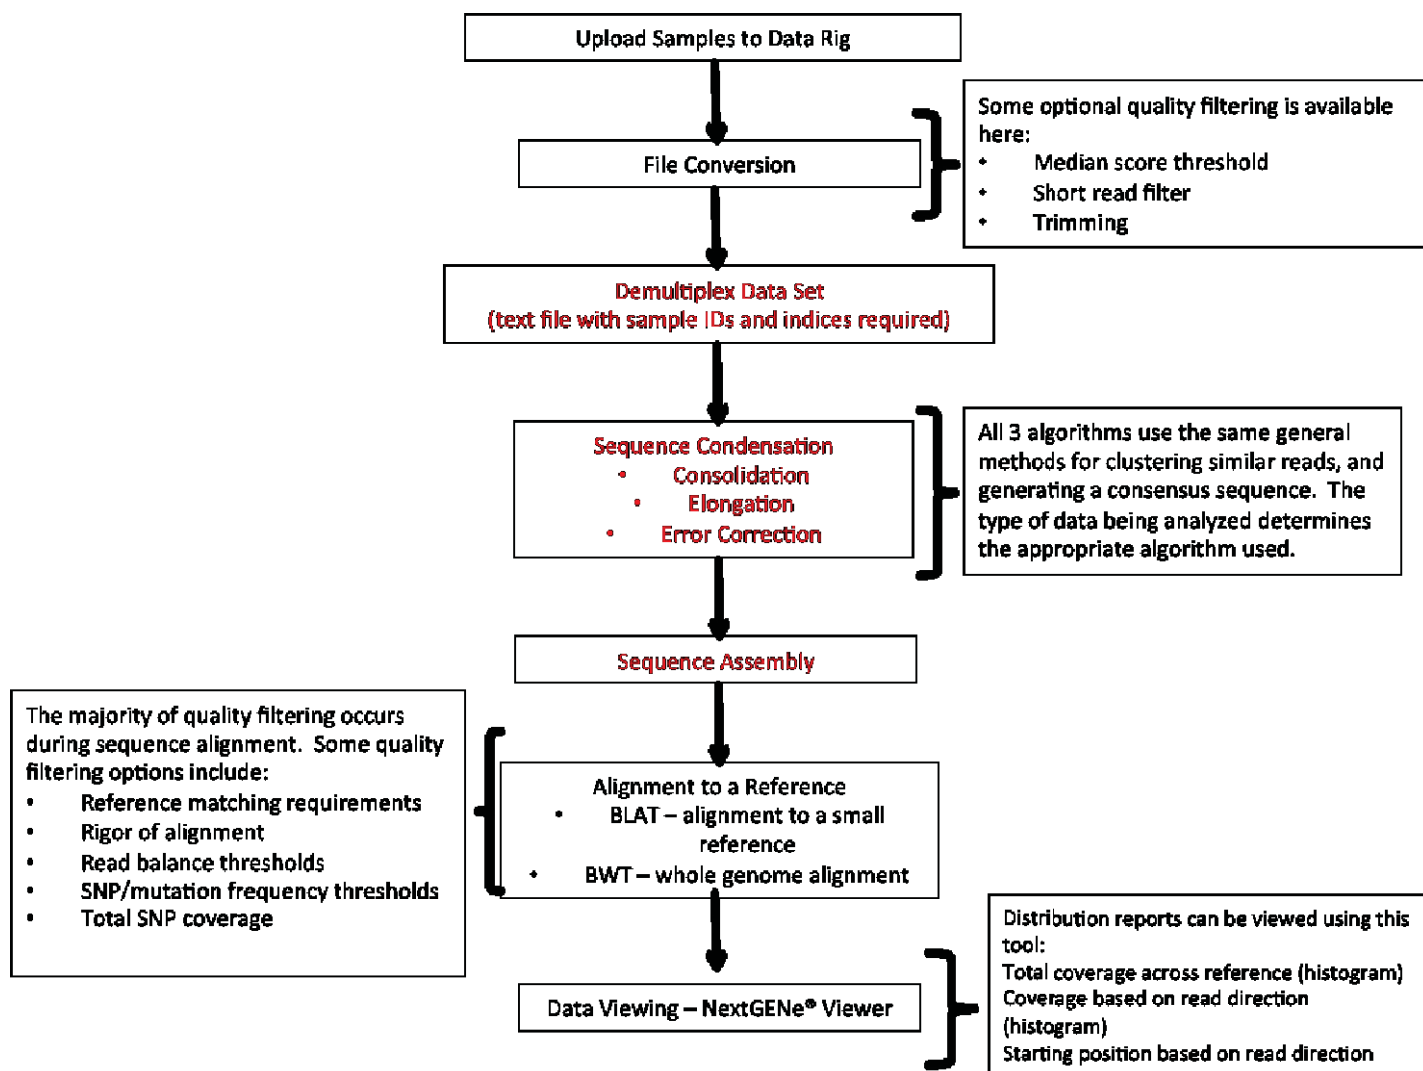 Upload Samples to Data Rig
Some optional quality filtering is available
here:
• Median score threshold
• Short read filter
• Trimming
File Conversion
Demultiplex Data Set
(text file with sample IDs and indices required)
Sequence Condensation
• Consolidation
• Elongation
• Error Correction
All 3 algorithms use the same general
methods for clustering similar reads, and
generating a consensus sequence. The
type of data being analyzed determines
the appropriate algorithm used.
Sequence Assembly
The majority of quality filtering occurs
during sequence alignment. Some quality
filtering options include:
• Reference matching requirements
• Rigor of alignment
• Read balance thresholds
• SNP/mutation frequency thresholds
• Total SNP coverage
Alignment to a Reference
• BLAT – alignment to a small
reference
• BWT – whole genome alignment
Distribution reports can be viewed using this
tool:
Total coverage across reference (histogram)
Coverage based on read direction
(histogram)
Starting position based on read direction
Data Viewing – NextGENe® Viewer